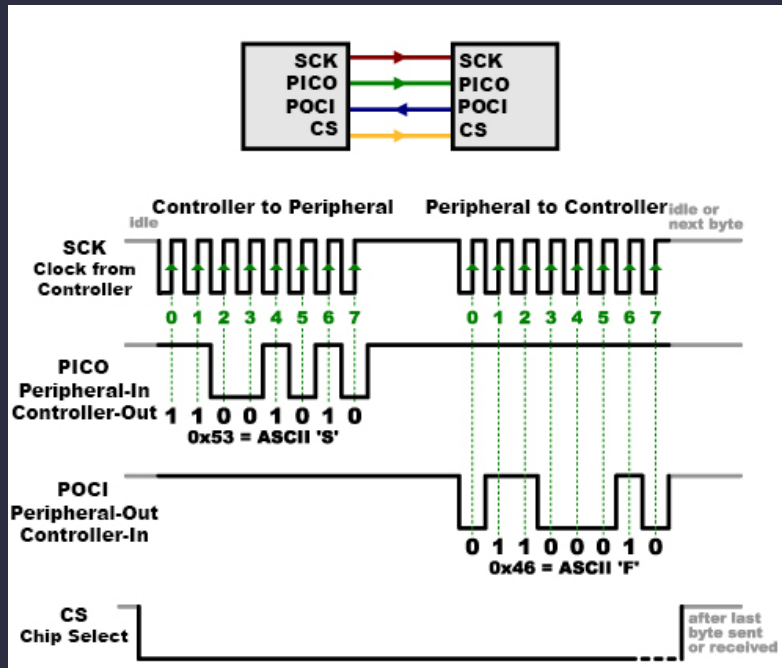 SCK SCK
PICO PICO
POCI POCI
CS CS
Controller to Peripheral
Peripheral to Controller
idle
idle or
next byte
SCK
Clock from
Controller
0 1 2 3 4 5 6 7
0 1 2 3 4 5 6 7
PICO
Peripheral-In
Controller-Out
1 1 0 0 1 0 1 0
0x53 = ASCII 'S'
POCI
Peripheral-Out
Controller-In
0 1 1 0 0 0 1 0
0x46 = ASCII 'F'
CS
Chip Select
after last
byte sent
or received